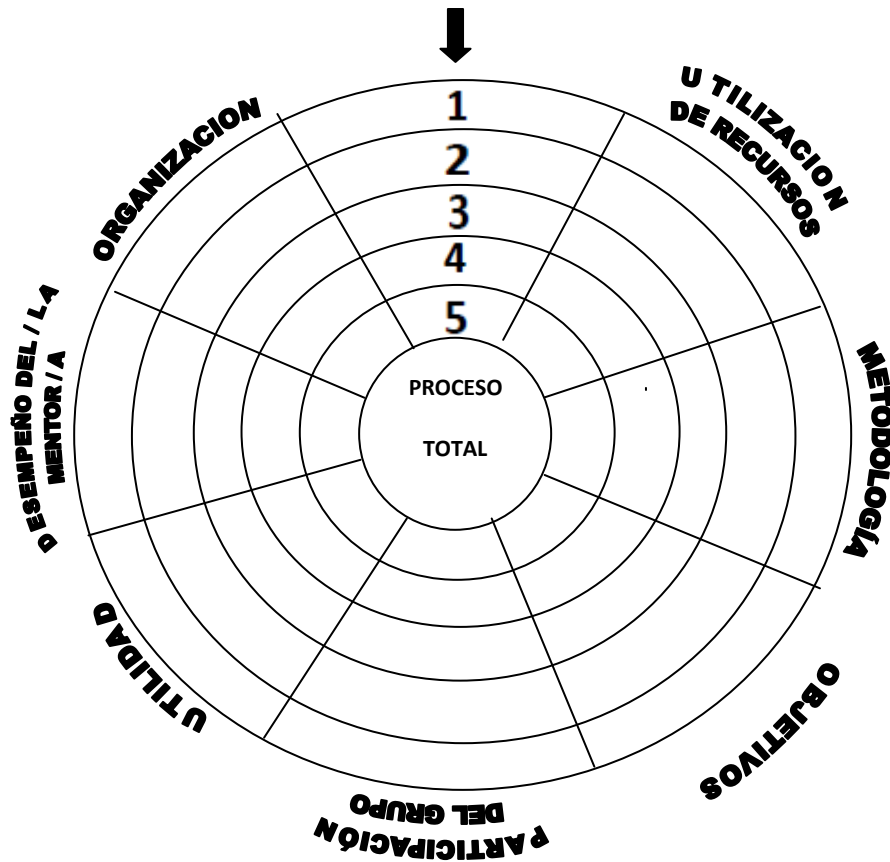 1
2
3
4
5
PROCESO
TOTAL
U TILIZACION
DE RECURSOS
METODOLOGÍA
OBJETIVOS
PARTICIPACIÓN
DEL GRUPO
UTILIDAD
D ESEMPEÑO DEL / LA
MENTOR / A
ORGANIZACION